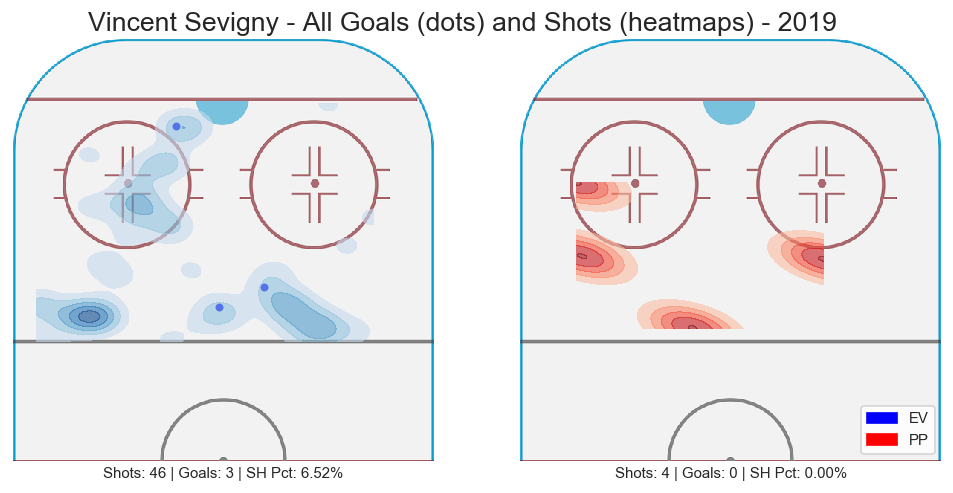 Vincent Sevigny - All Goals (dots) and Shots (heatmaps) - 2019
EV
PP
Shots: 46 | Goals: 3 | SH Pct: 6.52%
Shots: 4 | Goals: 0 | SH Pct: 0.00%